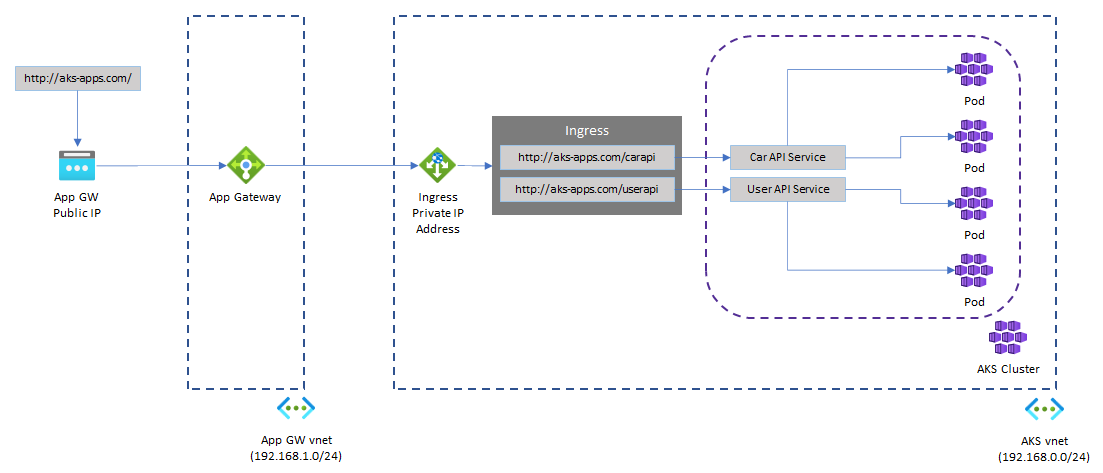 http://aks-apps.com/
App GW
Public IP
App Gateway
Ingress
Private IP
Address
Ingress
http://aks-apps.com/carapi
http://aks-apps.com/userapi
Car API Service
User API Service
Pod
Pod
Pod
Pod
AKS Cluster
App GW vnet
(192.168.1.0/24)
AKS vnet
(192.168.0.0/24)